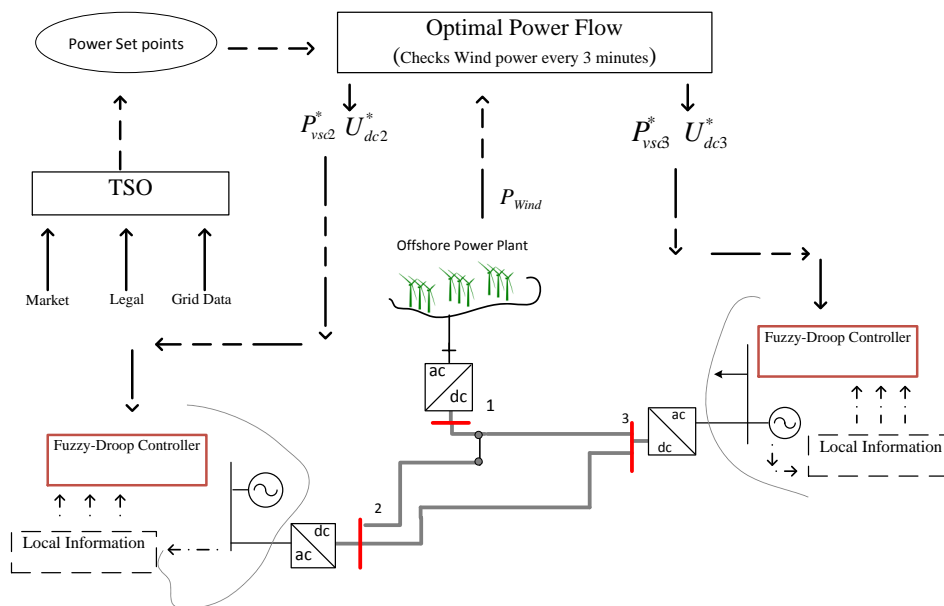 Power Set points
Optimal Power Flow
(Checks Wind power every 3 minutes)
P*vsc2 U*dc2
P*vsc3 U*dc3
TSO
PWind
Offshore Power Plant
Market
Legal
Grid Data
Fuzzy-Droop Controller
ac
dc
1
3
ac
dc
Fuzzy-Droop Controller
Local Information
2
dc
ac
Local Information